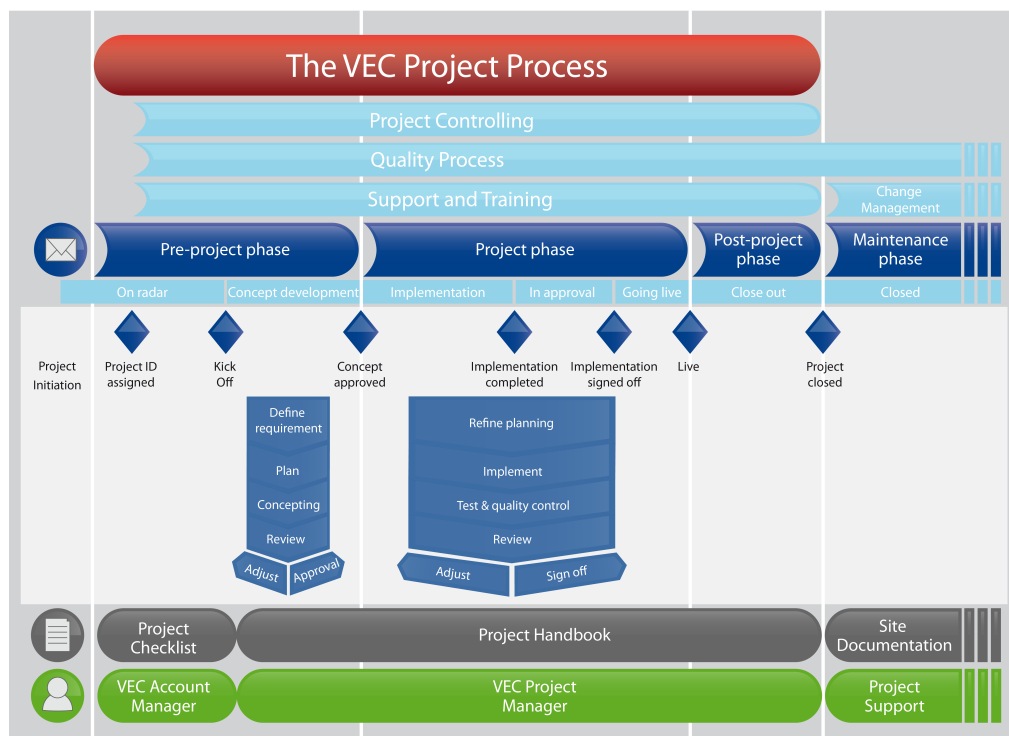 The VEC Project Process
Project Controlling
Quality Process
Support and Training
Change
Management
Pre-project phase
Project phase
Post-project
phase
Maintenance
phase
On radar
Concept development
Implementation
In approval
Going live
Close out
Closed
Project
Initiation
Project ID
assigned
Kick
Off
Concept
approved
Implementation
completed
Implementation
signed off
Live
Project
closed
Define
requirement
Plan
Concepting
Review
Adjust
Approval
Refine planning
Implement
Test & quality control
Review
Adjust
Sign off
Project
Checklist
Project Handbook
Site
Documentation
VEC Account
Manager
VEC Project
Manager
Project
Support